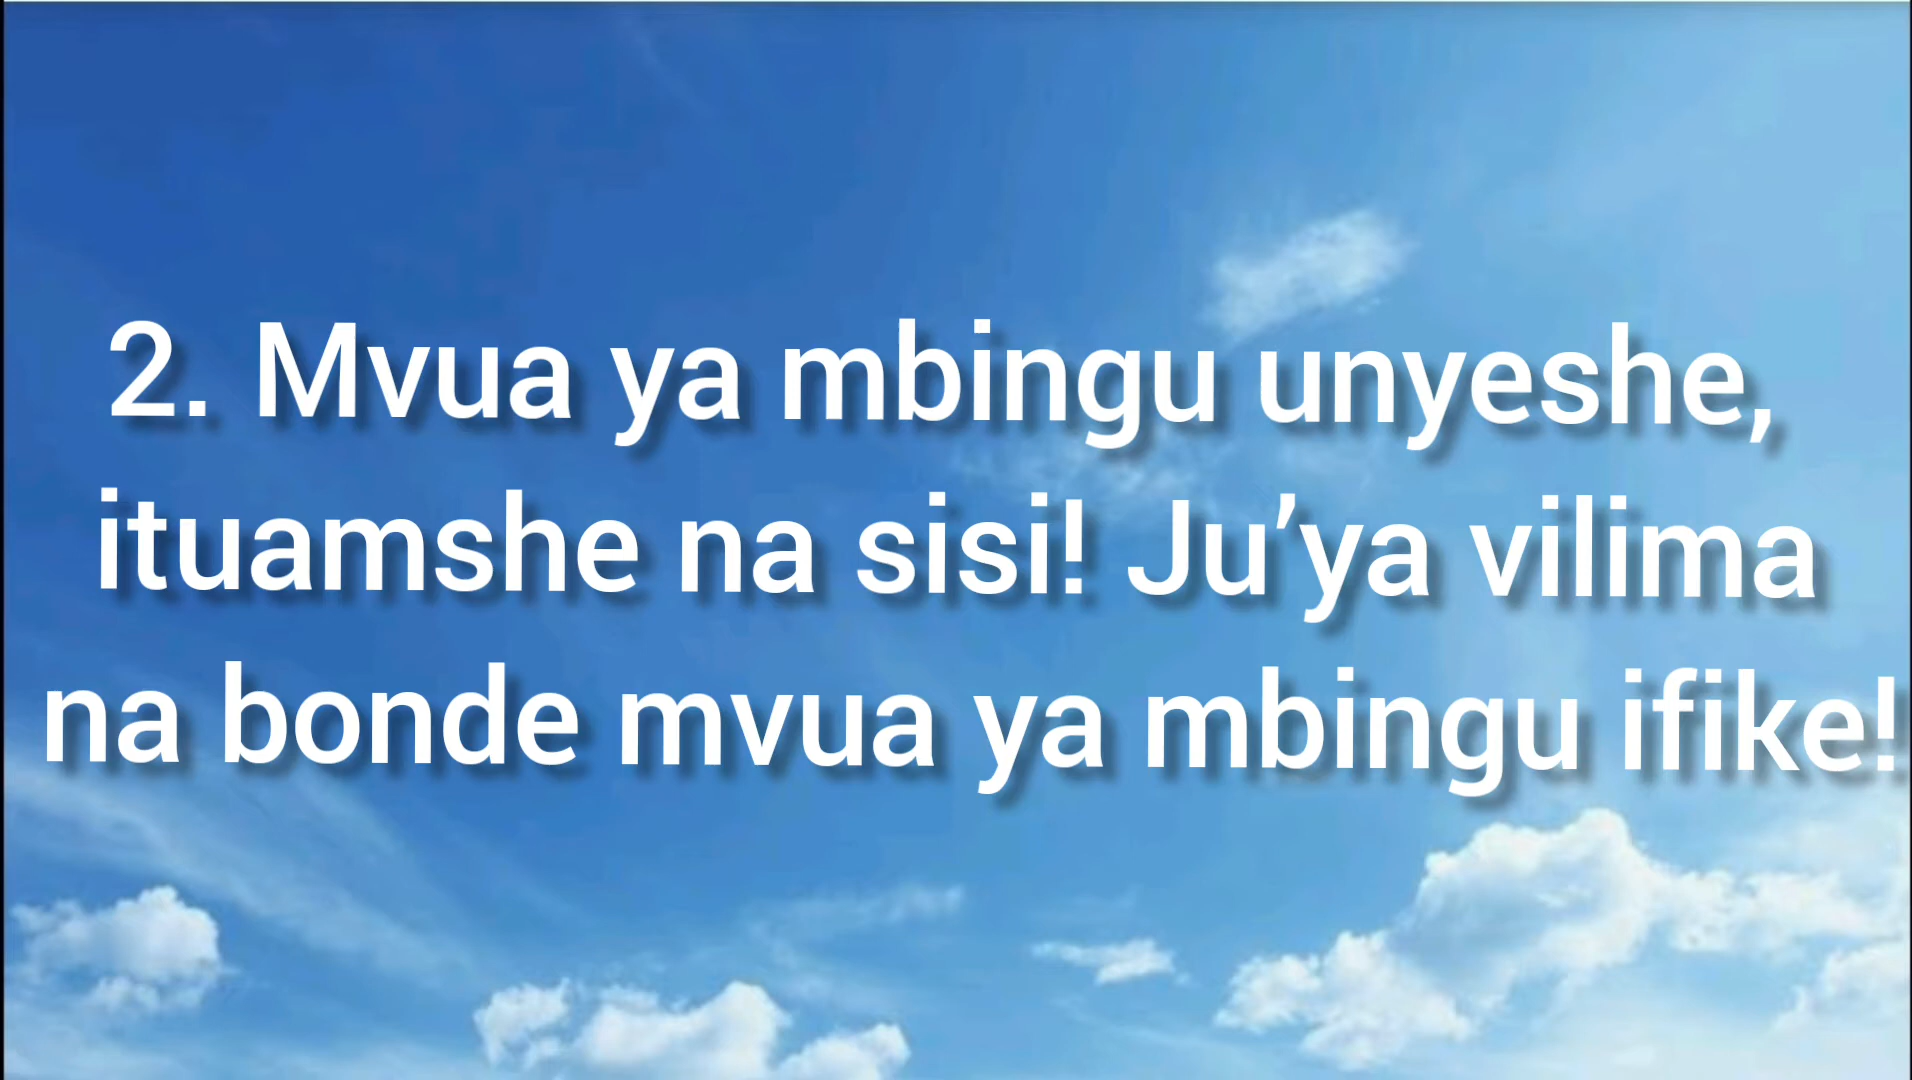 2. Mvua ya mbingu unyeshe,
ituamshe na sisi! Ju’ya vilima
na bonde mvua ya mbingu ifike!